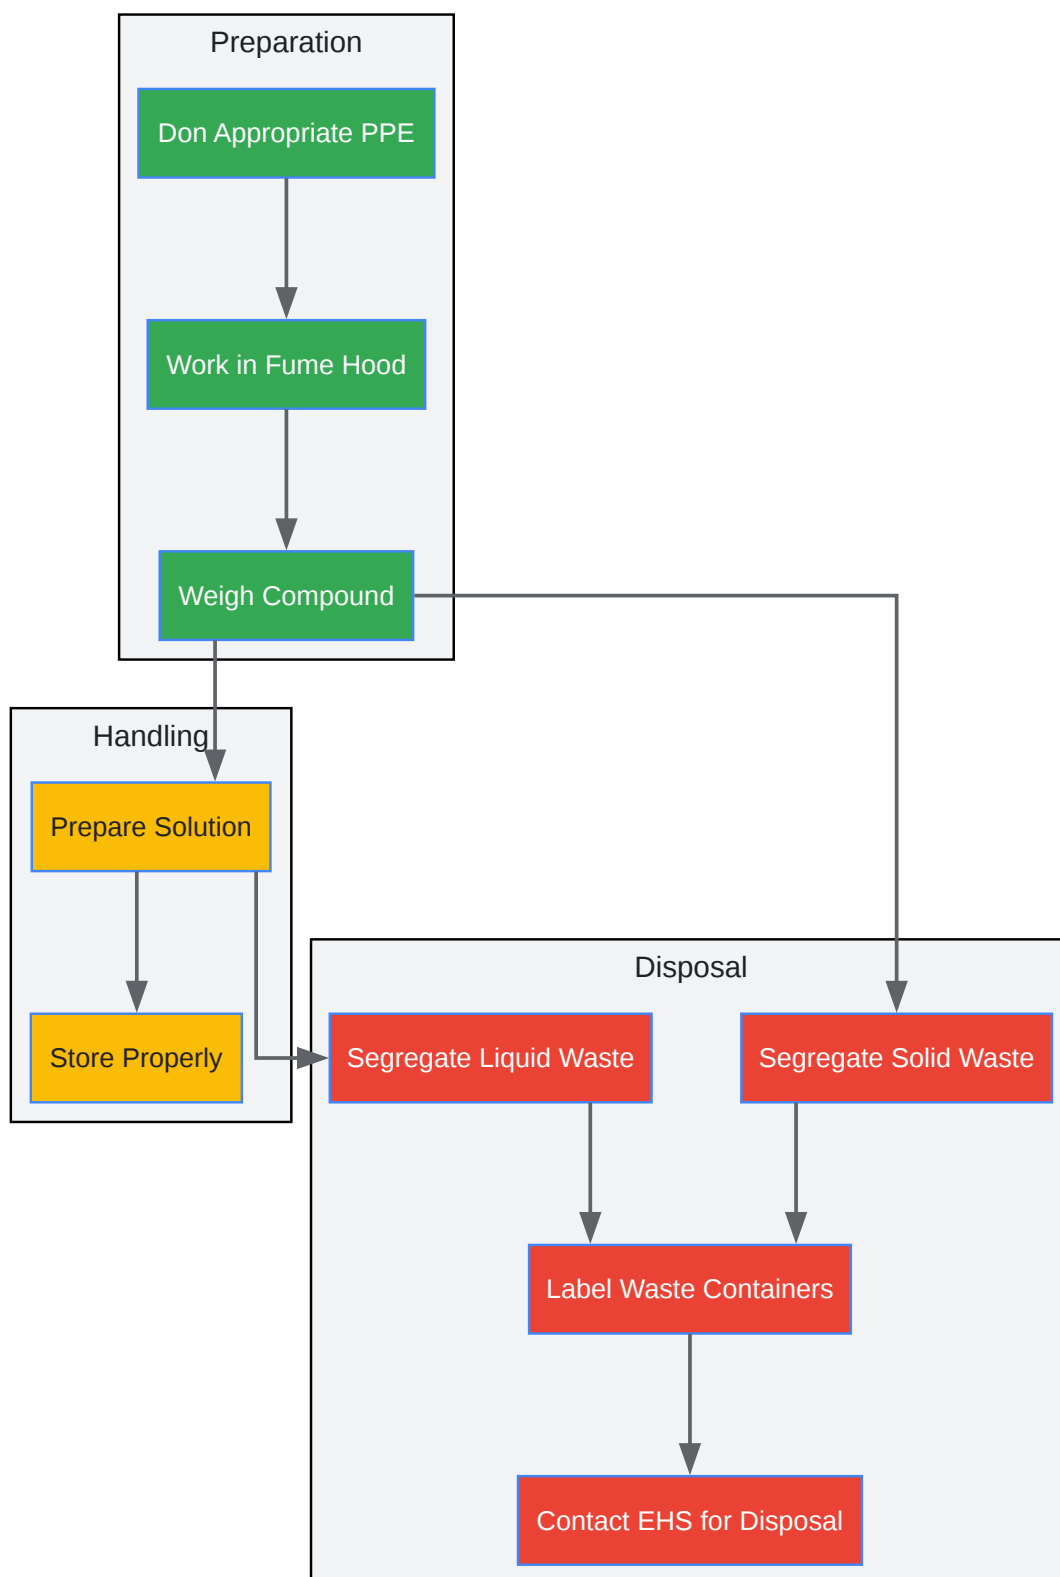 Preparation
Don Appropriate PPE
Work in Fume Hood
Weigh Compound
Handling
Prepare Solution
Store Properly
Disposal
Segregate Liquid Waste
Segregate Solid Waste
Label Waste Containers
Contact EHS for Disposal